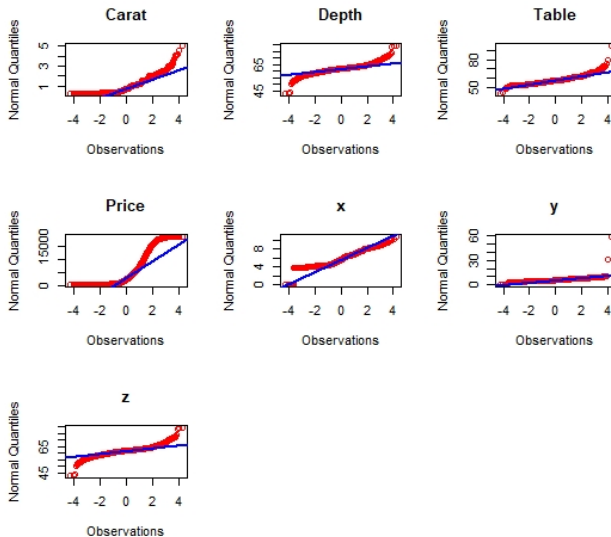 Carat
Depth
Table
Normal Quantiles
1 3 5
Normal Quantiles
45 65
Normal Quantiles
50 80
-4 -2 0 2 4
-4 -2 0 2 4
-4 -2 0 2 4
Observations
Observations
Observations
Price
x
y
Normal Quantiles
0 15000
Normal Quantiles
0 4 8
Normal Quantiles
0 30 60
-4 -2 0 2 4
-4 -2 0 2 4
-4 -2 0 2 4
Observations
Observations
Observations
z
Normal Quantiles
45 65
-4 -2 0 2 4
Observations